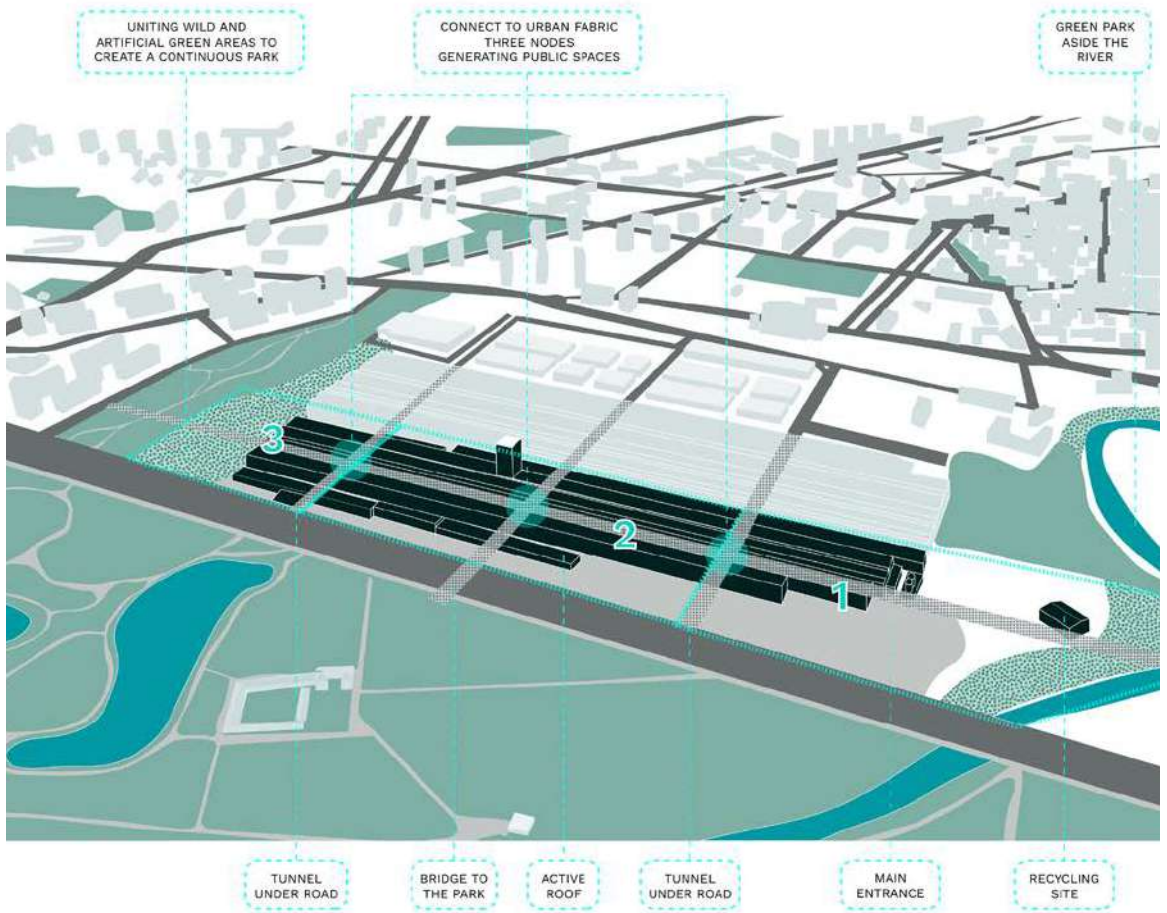 UNITING WILD AND
ARTIFICIAL GREEN AREAS TO
CREATE A CONTINUOUS PARK
CONNECT TO URBAN FABRIC
THREE NODES
GENERATING PUBLIC SPACES
GREEN PARK
ASIDE THE
RIVER
3
2
1
TUNNEL
UNDER ROAD
BRIDGE TO
THE PARK
ACTIVE
ROOF
TUNNEL
UNDER ROAD
MAIN
ENTRANCE
RECYCLING
SITE